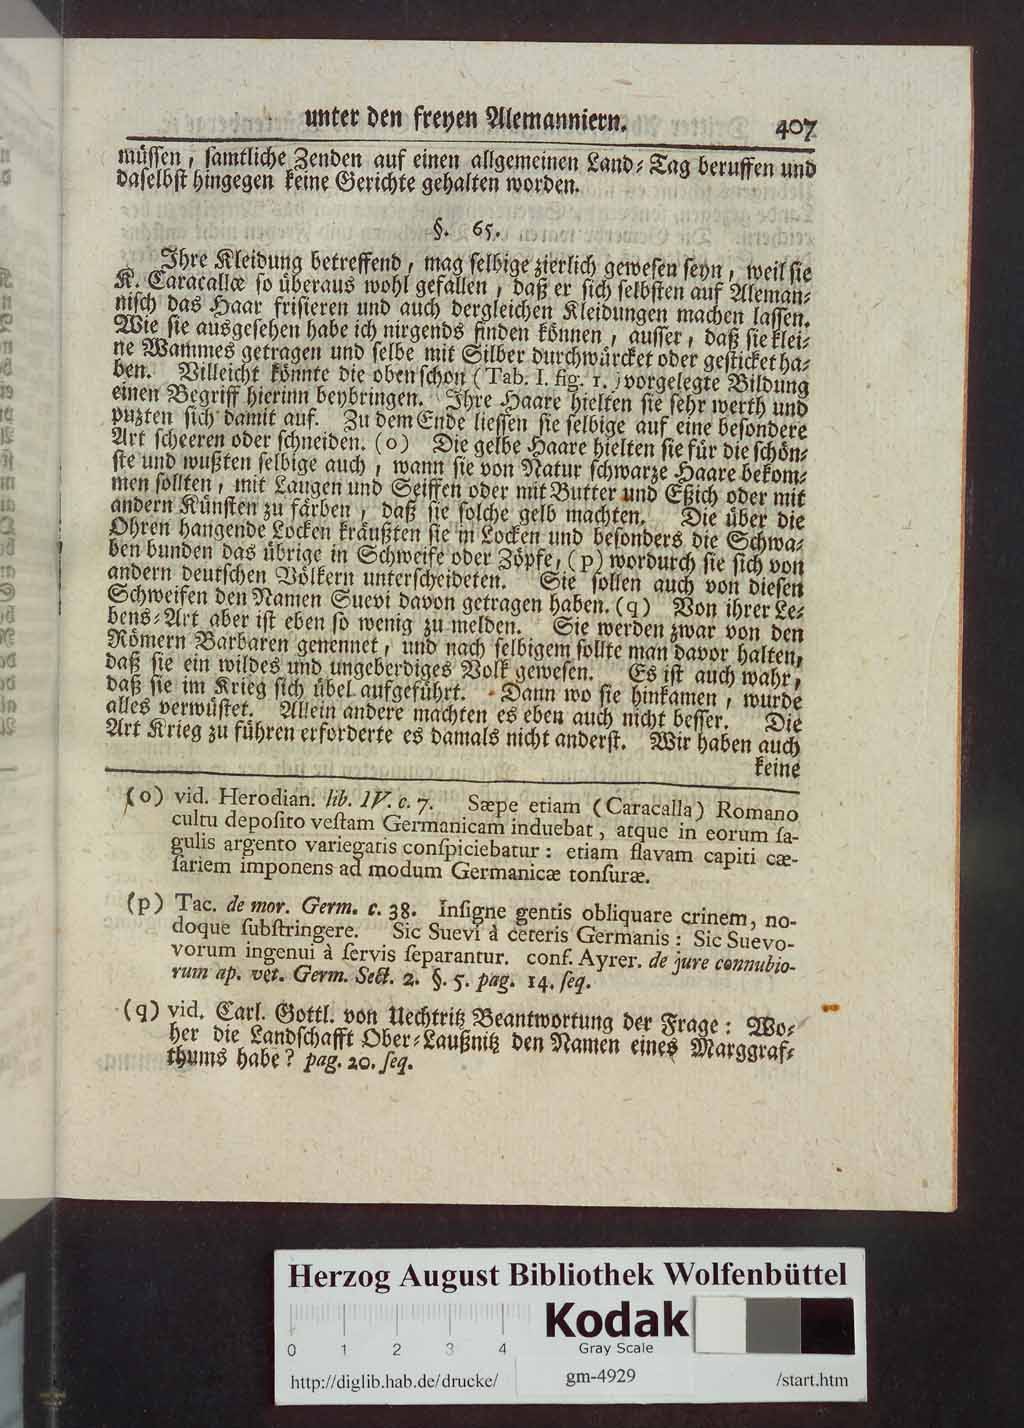 unter den freyen Alemanniern. 407
müssen, samtliche Zenden auf einen allgemeinen Land-Tag beruffen und
daselbst hingegen keine Gerichte gehalten worden.
§. 65.
Ihre Kleidung betreffend, mag selbige zierlich gewesen seyn, weil sie
K. Caracallæ so überaus wohl gefallen, daß er sich selbsten auf Aleman-
nisch das Haar frisieren und auch dergleichen Kleidungen machen lassen.
Wie sie ausgesehen habe ich nirgends finden können, ausser, daß sie klei-
ne Wammes getragen und selbe mit Silber durchwürcket oder gesticket ha-
ben. Villeicht könnte die oben schon (Tab. I. fig. 1.) vorgelegte Bildung
einen Begriff hierinn beybringen. Ihre Haare hielten sie sehr werth und
puzten sich damit auf. Zu dem Ende liessen sie selbige auf eine besondere
Art scheeren oder schneiden. (o) Die gelbe Haare hielten sie für die schön-
ste und wußten selbige auch, wann sie von Natur schwarze Haare bekom-
men sollten, mit Laugen und Seiffen oder mit Butter und Eßich oder mit
andern Künsten zu färben, daß sie solche gelb machten. Die über die
Ohren hangende Locken kräußten sie in Locken und besonders die Schwa-
ben bunden das übrige in Schweife oder Zöpfe, (p) wordurch sie sich von
andern deutschen Völkern unterscheideten. Sie sollen auch von diesen
Schweifen den Namen Suevi davon getragen haben. (q) Von ihrer Le-
bens-Art aber ist eben so wenig zu melden. Sie werden zwar von den
Römern Barbaren genennet, und nach selbigem sollte man davor halten,
daß sie ein wildes und ungeberdiges Volk gewesen. Es ist auch wahr,
daß sie im Krieg sich übel aufgeführt. Dann wo sie hinkamen, wurde
alles verwüstet. Allein andere machten es eben auch nicht besser. Die
Art Krieg zu führen erforderte es damals nicht anderst. Wir haben auch
keine
(o) vid. Herodian. lib. IV. c. 7. Sæpe etiam (Caracalla) Romano
cultu deposito vestam Germanicam induebat, atque in eorum sa-
gulis argento variegatis conspiciebatur: etiam flavam capiti cæ-
sariem imponens ad modum Germanicæ tonsuræ.
(p) Tac. de mor. Germ. c. 38. Insigne gentis obliquare crinem, no-
doque substringere. Sic Suevi à ceteris Germanis: Sic Suevo-
vorum ingenui à servis separantur. conf. Ayrer. de jure connubio-
rum ap. vet. Germ. Sect. 2. §. 5. pag. 14. seq.
(q) vid. Carl. Gottl. von Uechtritz Beantwortung der Frage: Wo-
her die Landschafft Ober-Laußnitz den Namen eines Marggraf-
thums habe? pag. 20. seq.
Herzog August Bibliothek Wolfenbüttel
Kodak
Gray Scale
0 1 2 3 4
http://diglib.hab.de/drucke/ gm-4929 /start.htm